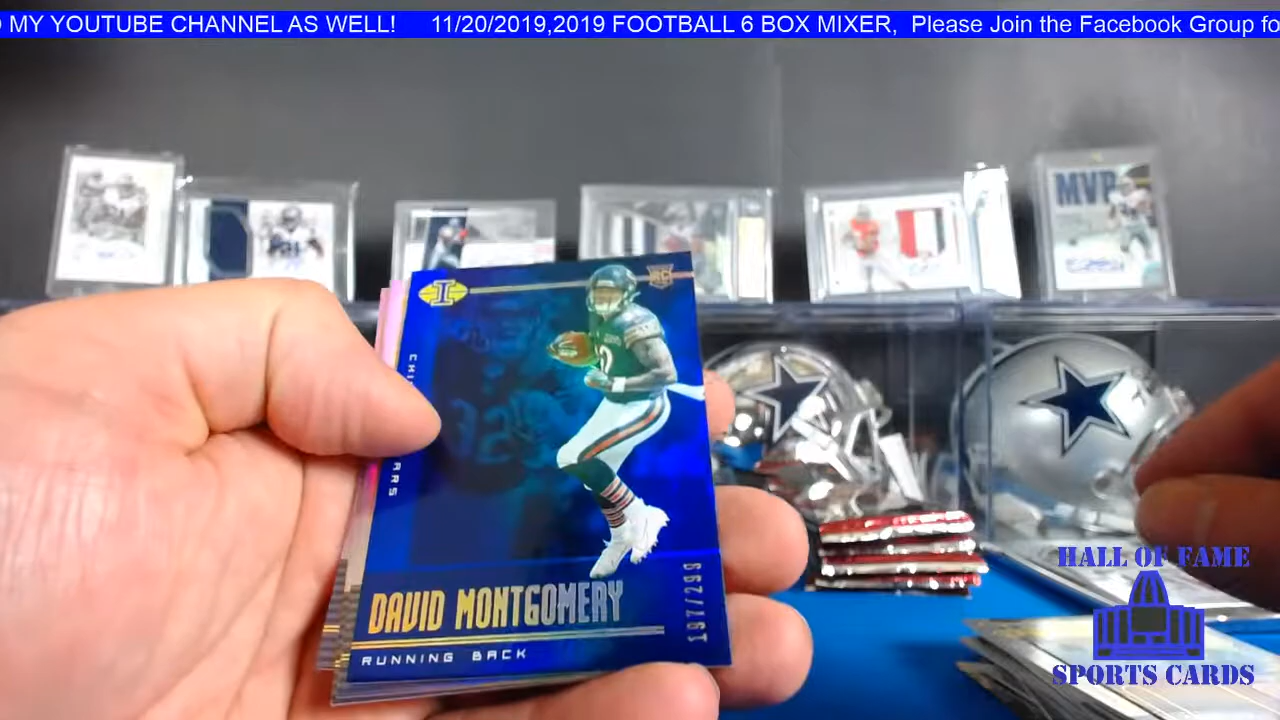 MY YOUTUBE CHANNEL AS WELL! 11/20/2019,2019 FOOTBALL 6 BOX MIXER, Please Join the Facebook Group fo
MVP
I
RC
DAVID MONTGOMERY
RUNNING BACK
197/299
HALL OF FAME
SPORTS CARDS